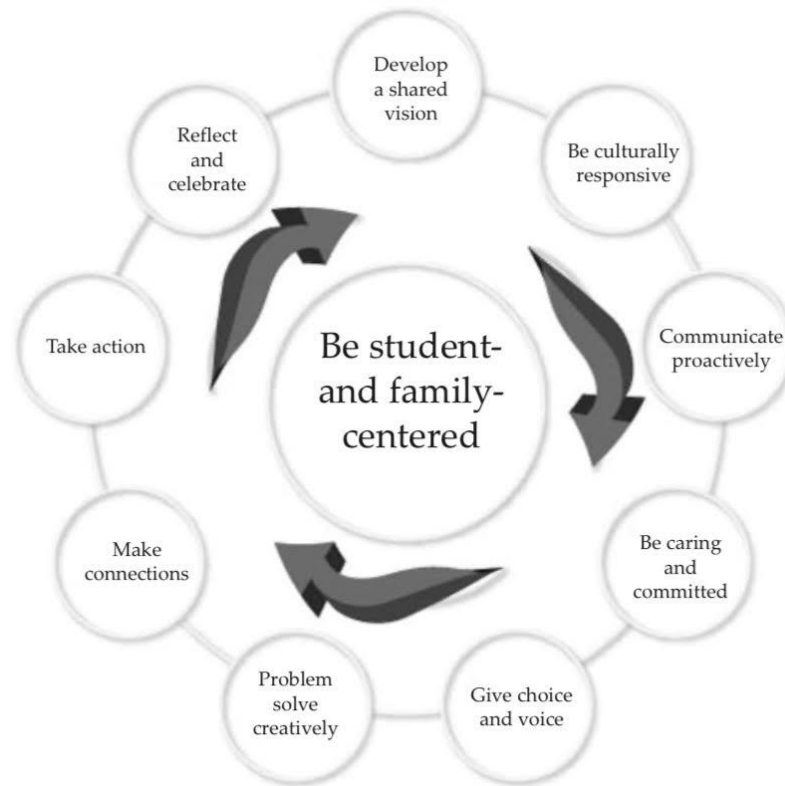 Develop
a shared
vision
Be culturally
responsive
Communicate
proactively
Be caring
and
committed
Give choice
and voice
Problem
solve
creatively
Make
connections
Take action
Reflect
and
celebrate
Be student-
and family-
centered